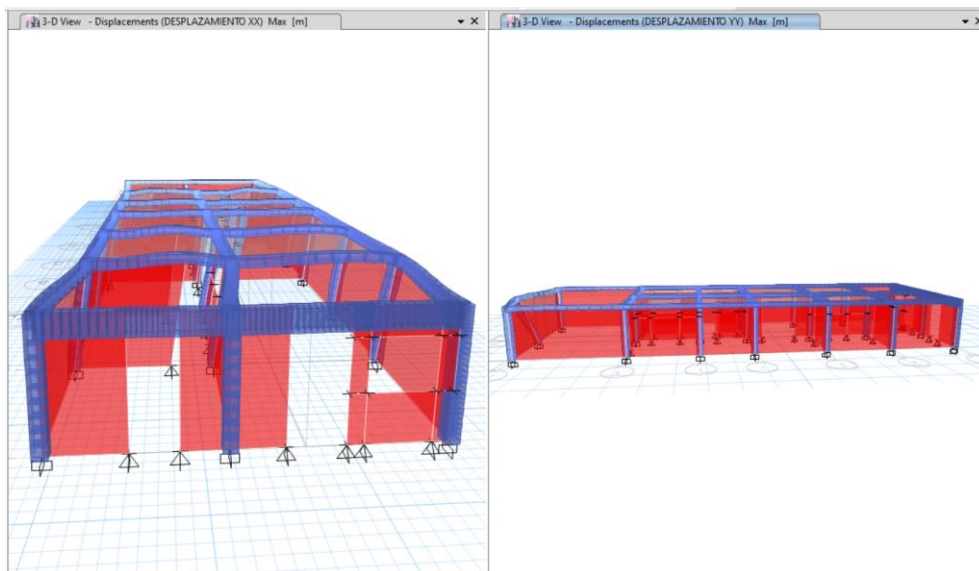 3-D View - Displacements (DESPLAZAMIENTO XX) Max [m]
3-D View - Displacements (DESPLAZAMIENTO YY) Max [m]